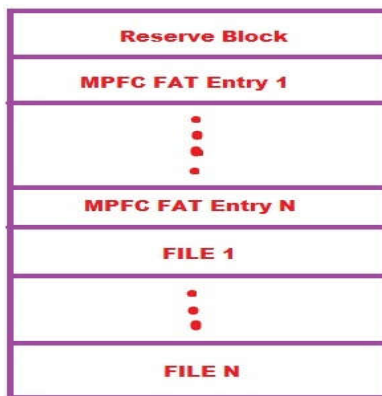 Reserve Block
MPFC FAT Entry 1
MPFC FAT Entry N
FILE 1
FILE N